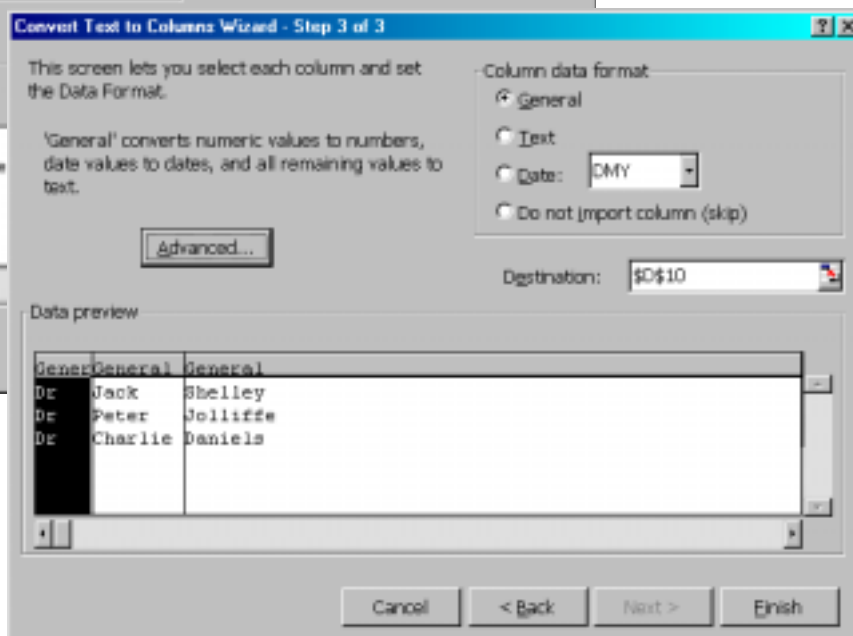 Convert Text to Columns Wizard - Step 3 of 3
This screen lets you select each column and set
the Data Format.
'General' converts numeric values to numbers,
date values to dates, and all remaining values to
text.
Advanced...
Column data format
General
Text
Date: DMY
Do not import column (skip)
Destination: $D$10
Data preview
Gener General General
Dr Jack Shelley
Dr Peter Jolliffe
Dr Charlie Daniels
Cancel < Back Next > Finish